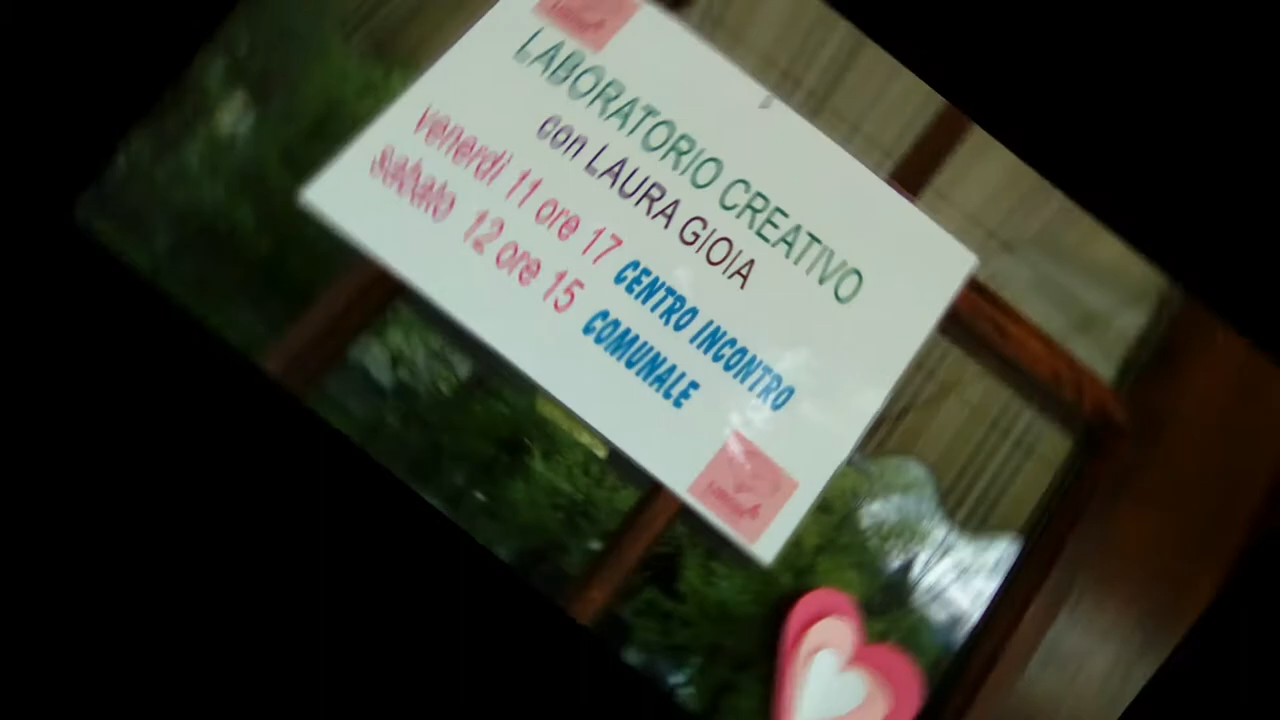 LABORATORIO CREATIVO
con LAURA GIOIA
venerdì 11 ore 17
sabato 12 ore 15
CENTRO INCONTRO
COMUNALE